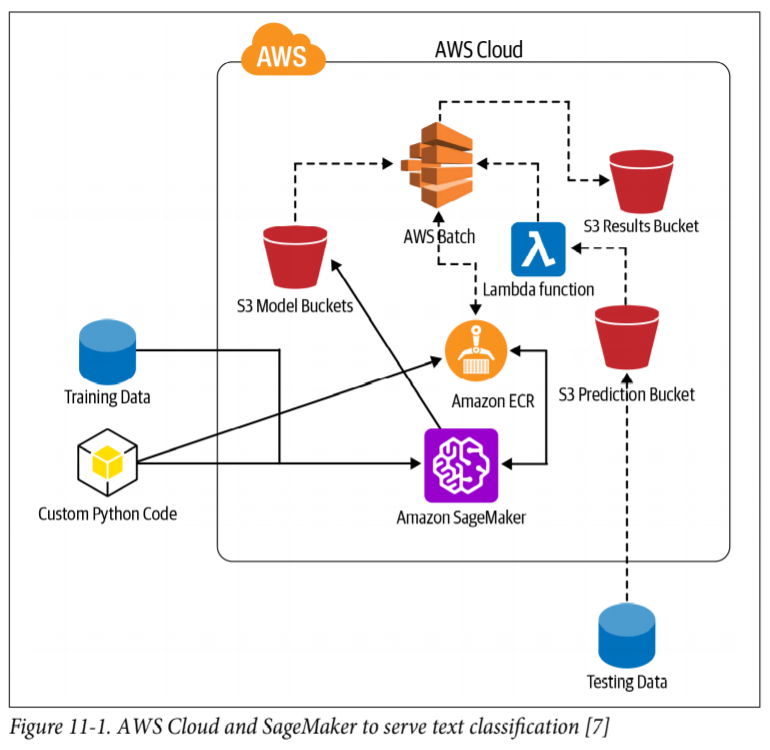 AWS
AWS Cloud
AWS Batch
S3 Results Bucket
S3 Model Buckets
λ
Lambda function
Training Data
Amazon ECR
S3 Prediction Bucket
Custom Python Code
Amazon SageMaker
Testing Data
Figure 11-1. AWS Cloud and SageMaker to serve text classification [7]